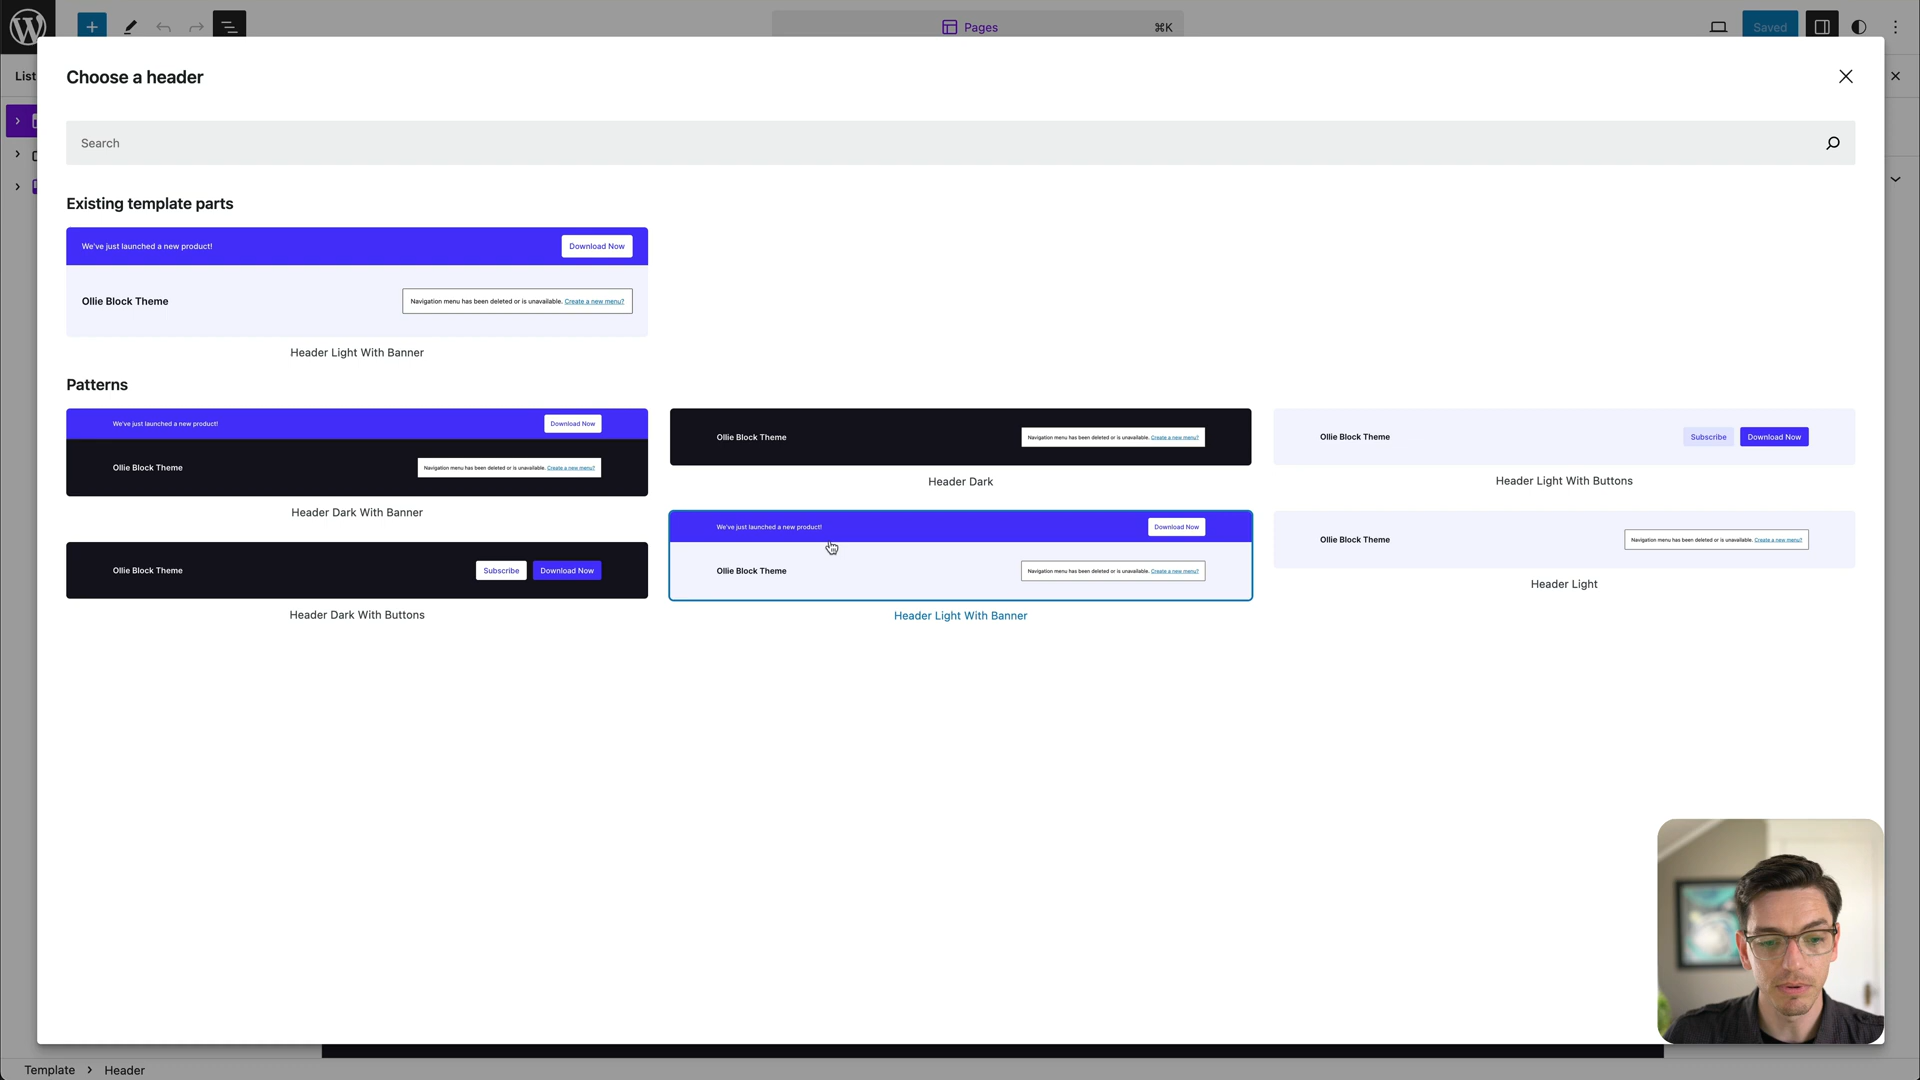 Pages
⌘K
Saved
List
Choose a header
Search
Existing template parts
We've just launched a new product!
Download Now
Ollie Block Theme
Navigation menu has been deleted or is unavailable. Create a new menu?
Header Light With Banner
Patterns
We've just launched a new product!
Download Now
Ollie Block Theme
Navigation menu has been deleted or is unavailable. Create a new menu?
Header Dark With Banner
Ollie Block Theme
Navigation menu has been deleted or is unavailable. Create a new menu?
Header Dark
Ollie Block Theme
Subscribe
Download Now
Header Light With Buttons
Ollie Block Theme
Subscribe
Download Now
Header Dark With Buttons
We've just launched a new product!
Download Now
Ollie Block Theme
Navigation menu has been deleted or is unavailable. Create a new menu?
Header Light With Banner
Ollie Block Theme
Navigation menu has been deleted or is unavailable. Create a new menu?
Header Light
Template > Header